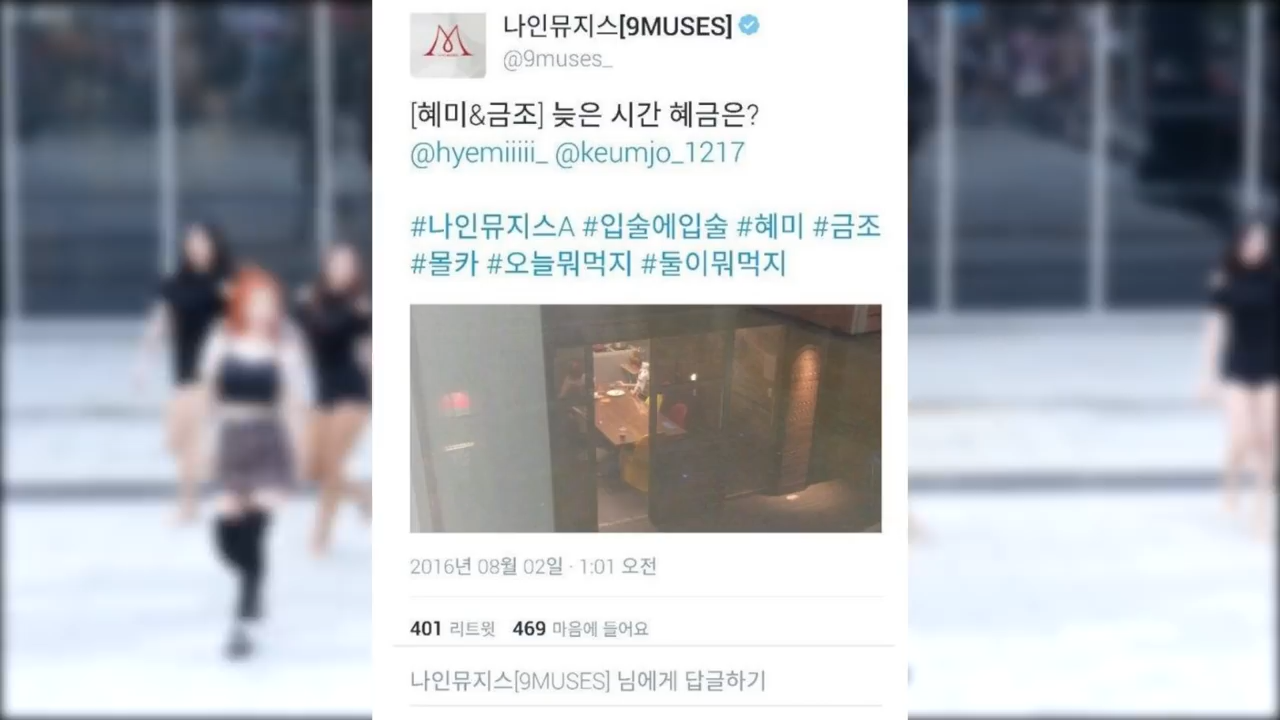 나인뮤지스[9MUSES]
@9muses_
[혜미&금조] 늦은 시간 혜금은?
@hyemiiiii_ @keumjo_1217
#나인뮤지스A #입술에입술 #혜미 #금조
#몰카 #오늘뭐먹지 #둘이뭐먹지
2016년 08월 02일 · 1:01 오전
401 리트윗 469 마음에 들어요
나인뮤지스[9MUSES] 님에게 답글하기